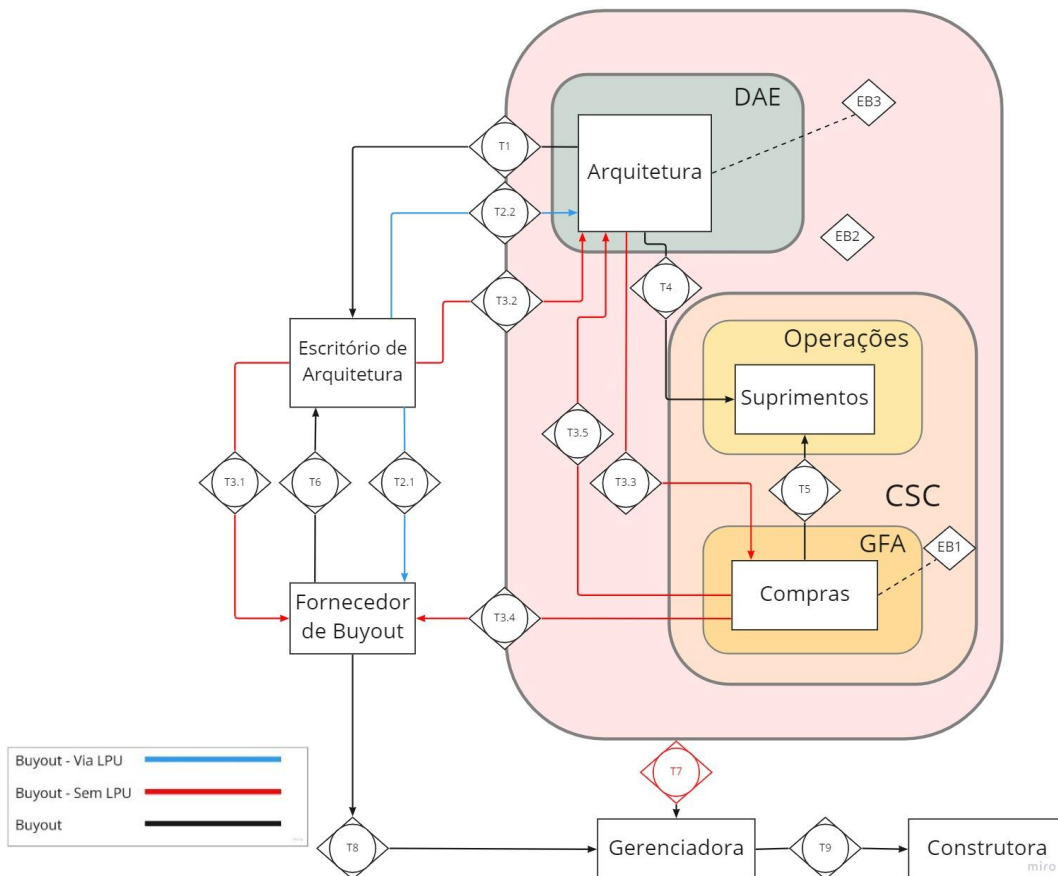 DAE
EB3
T1
Arquitetura
T2.2
EB2
T4
T3.2
Operações
Escritório de
Arquitetura
Suprimentos
T3.5
T3.1
T6
T2.1
T3.3
T5
CSC
GFA
EB1
Compras
Fornecedor
de Buyout
T3.4
Buyout - Via LPU
Buyout - Sem LPU
Buyout
T7
T8
Gerenciadora
T9
Construtora
miro